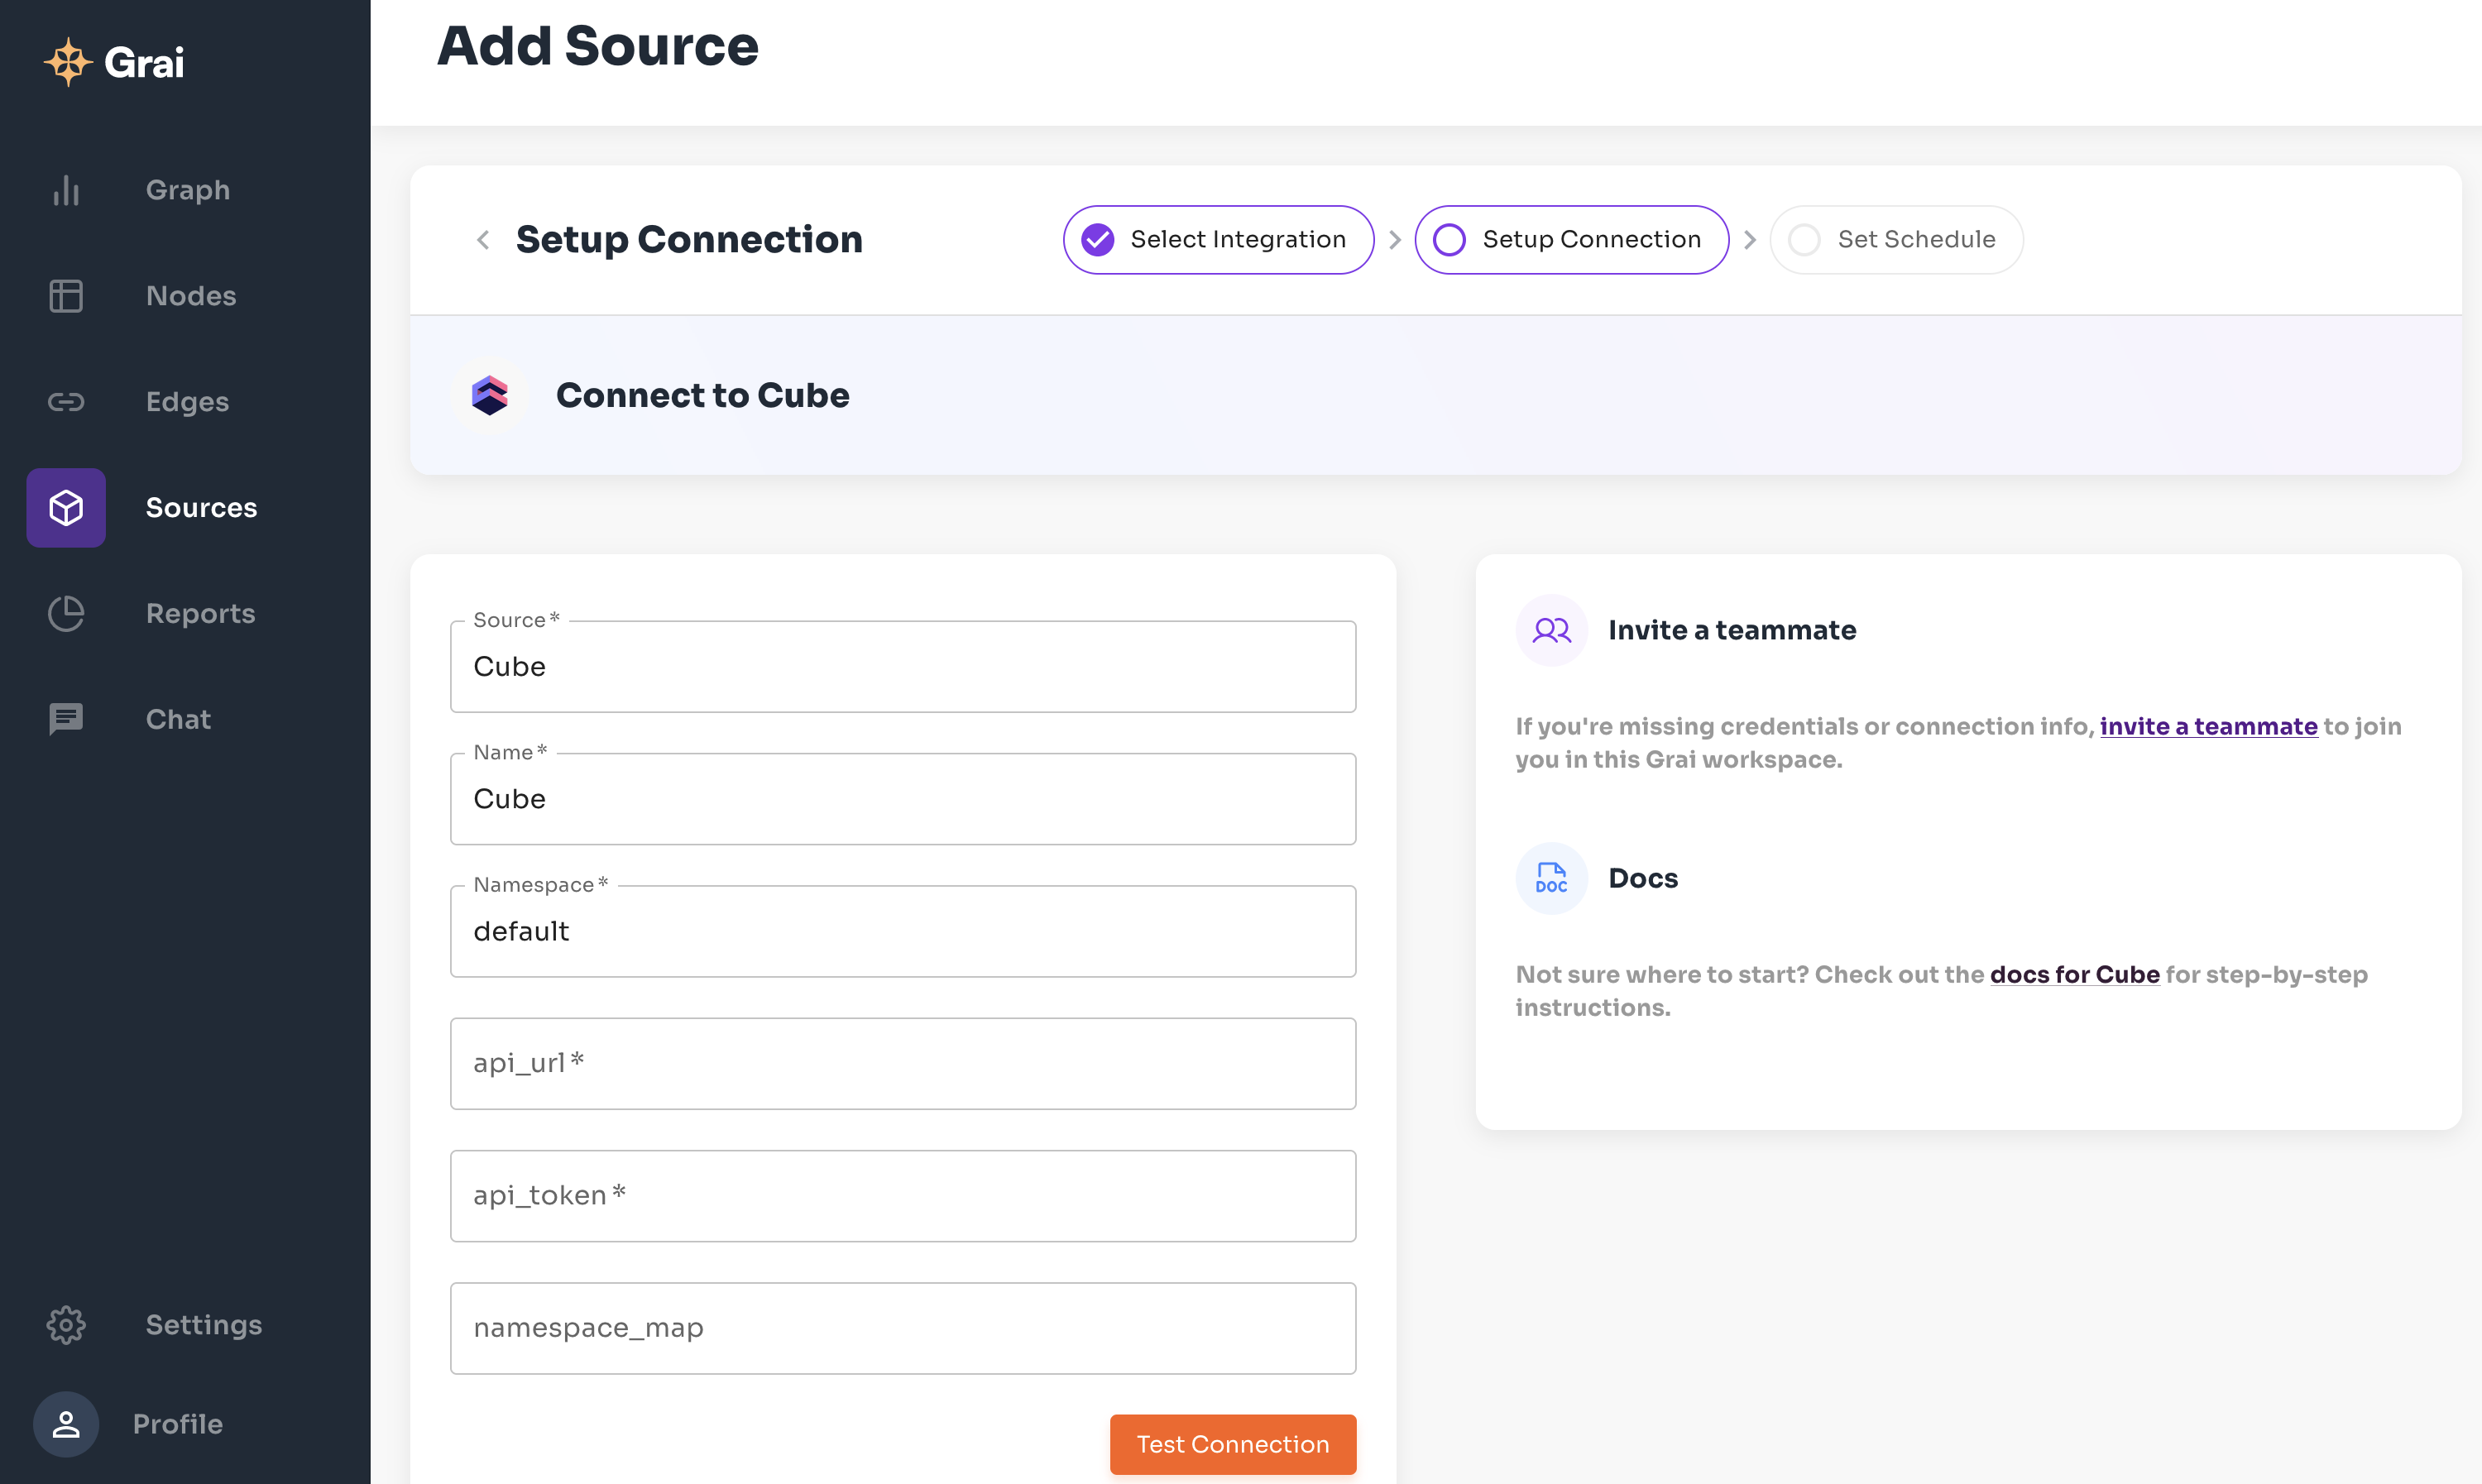 Grai
Graph
Nodes
Edges
Sources
Reports
Chat
Settings
Profile
Add Source
Setup Connection
Select Integration
Setup Connection
Set Schedule
Connect to Cube
Source *
Cube
Name *
Cube
Namespace *
default
api_url *
api_token *
namespace_map
Test Connection
Invite a teammate
If you're missing credentials or connection info, invite a teammate to join
you in this Grai workspace.
DOC
Docs
Not sure where to start? Check out the docs for Cube for step-by-step
instructions.